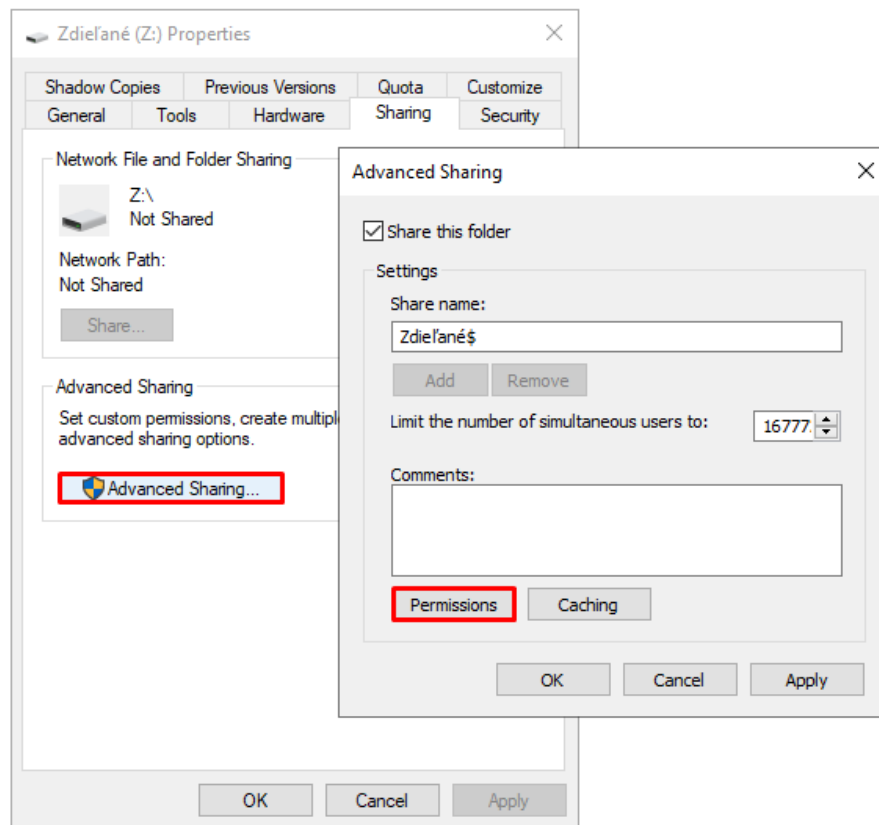 Zdieľané (Z:) Properties
Shadow Copies
Previous Versions
Quota
Customize
General
Tools
Hardware
Sharing
Security
Network File and Folder Sharing
Z:\
Not Shared
Network Path:
Not Shared
Share...
Advanced Sharing
Set custom permissions, create multipl
advanced sharing options.
Advanced Sharing...
OK
Cancel
Apply
Advanced Sharing
Share this folder
Settings
Share name:
Zdieľané$
Add
Remove
Limit the number of simultaneous users to:
16777
Comments:
Permissions
Caching
OK
Cancel
Apply